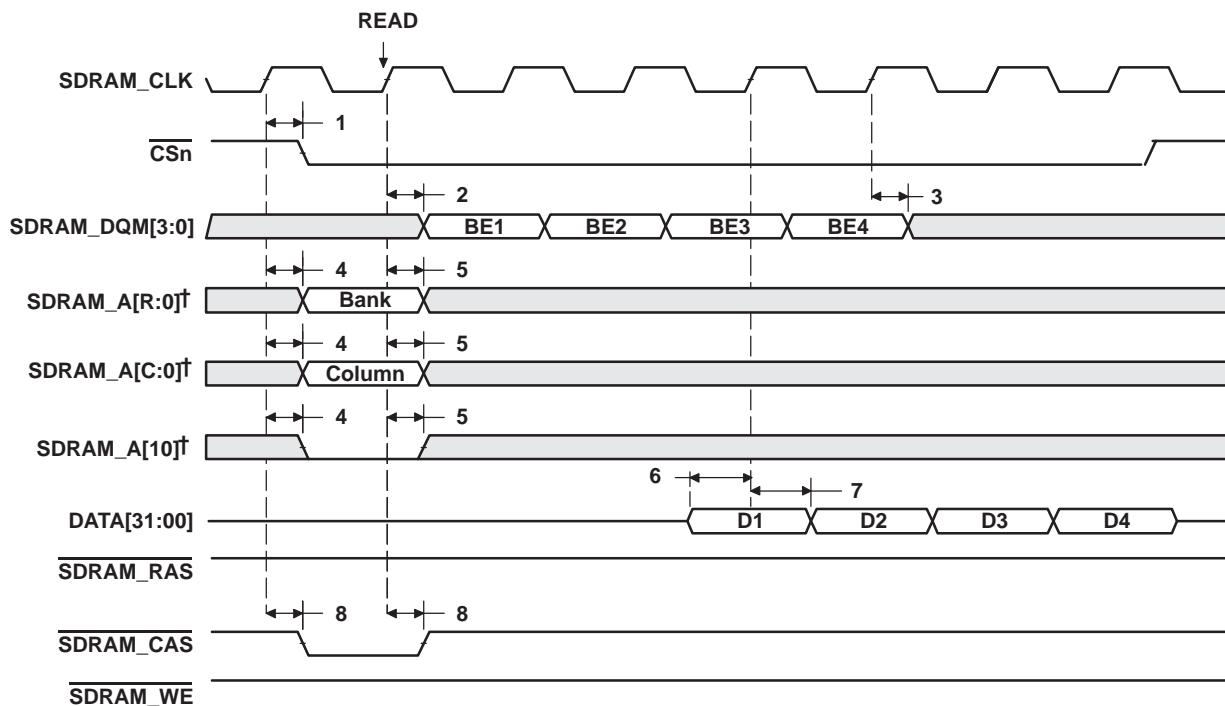 READ
SDRAM_CLK
1
CSn
2
3
SDRAM_DQM[3:0]
BE1 BE2 BE3 BE4
4 5
SDRAM_A[R:0]†
Bank
4 5
SDRAM_A[C:0]†
Column
4 5
SDRAM_A[10]†
6 7
DATA[31:00]
D1 D2 D3 D4
SDRAM_RAS
8 8
SDRAM_CAS
SDRAM_WE